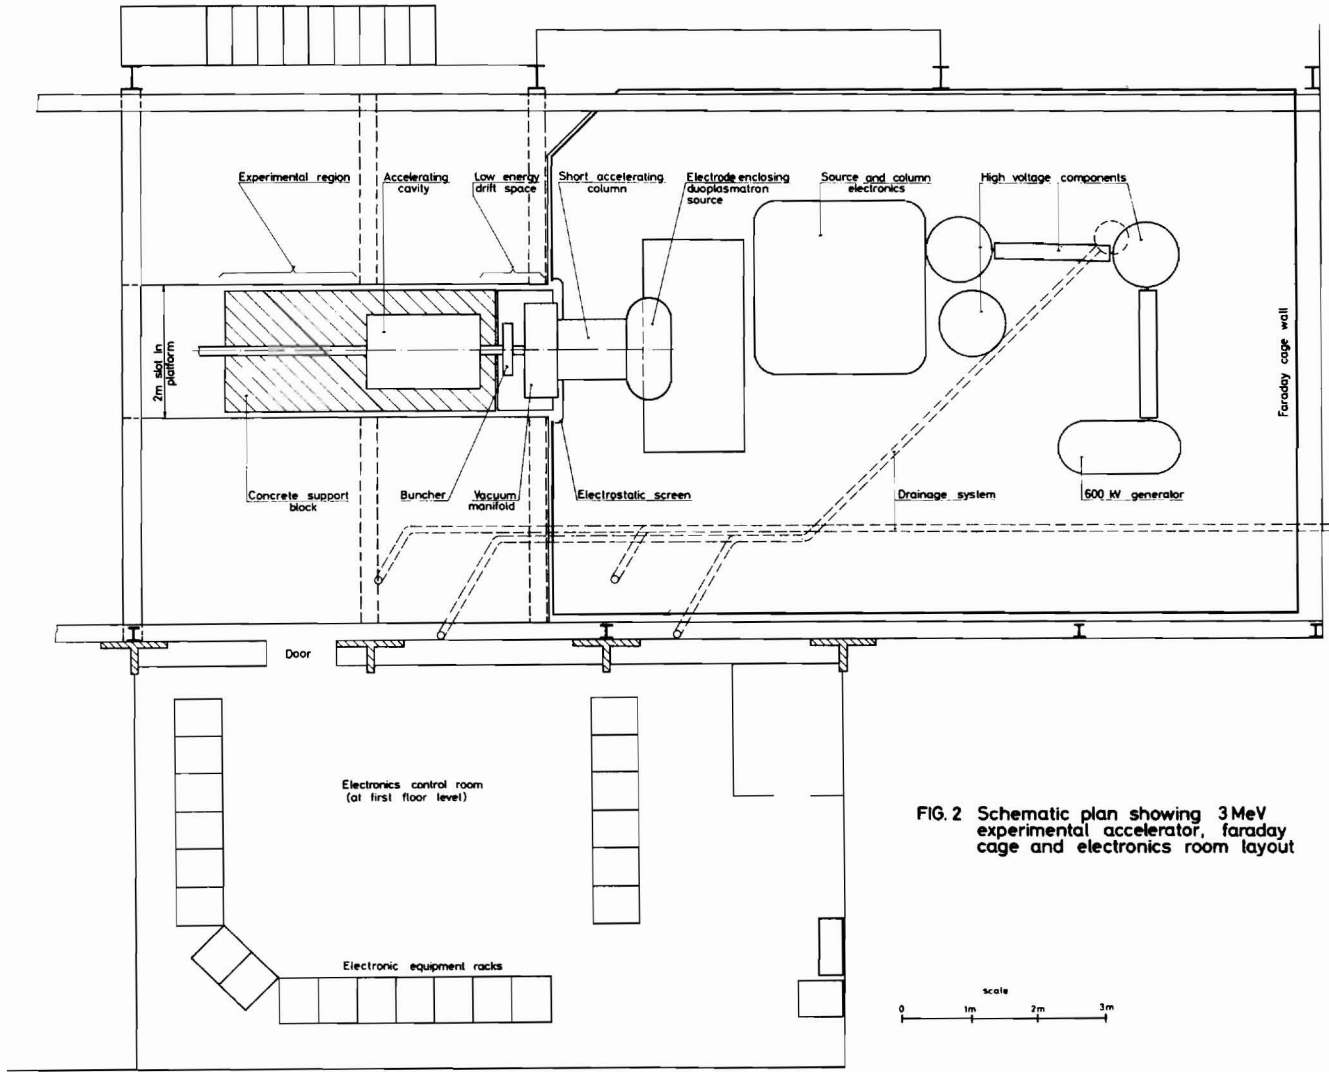 Experimental region
Accelerating
cavity
Low energy
drift space
Short accelerating
column
Electrode enclosing
duoplasmatron
source
Source and column
electronics
High voltage components
2m slot in
platform
Faraday cage wall
Concrete support
block
Buncher
Vacuum
manifold
Electrostatic screen
Drainage system
600 kV generator
Door
Electronics control room
(at first floor level)
FIG. 2 Schematic plan showing 3 MeV
experimental accelerator, faraday
cage and electronics room layout
Electronic equipment racks
scale
0 1m 2m 3m